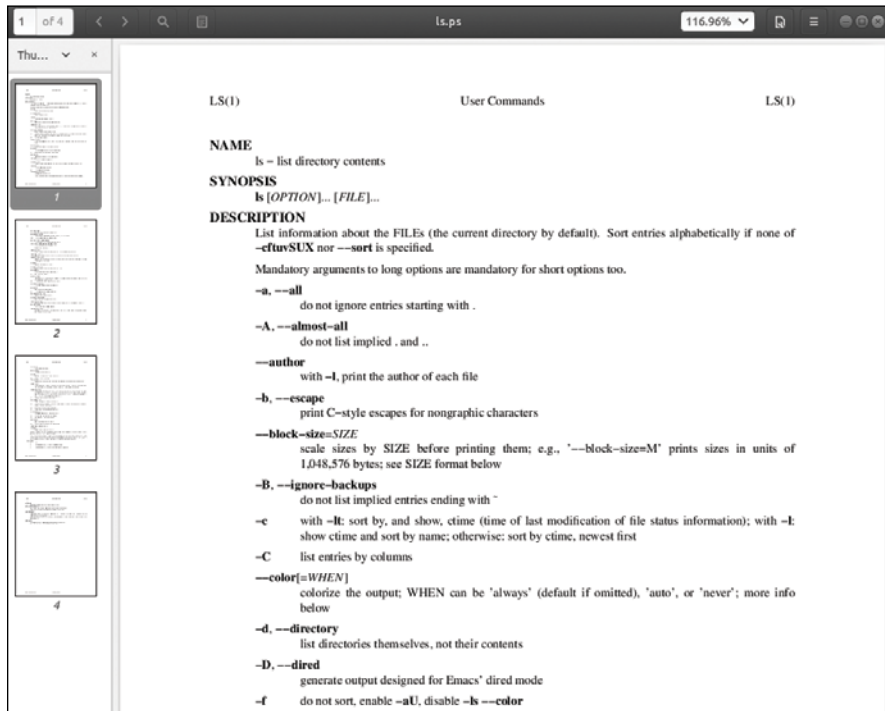 1 of 4
ls.ps
116.96%
Thu...
1
2
3
4
LS(1) User Commands LS(1)
NAME
ls − list directory contents
SYNOPSIS
ls [OPTION]... [FILE]...
DESCRIPTION
List information about the FILEs (the current directory by default). Sort entries alphabetically if none of
−cftuvSUX nor −−sort is specified.
Mandatory arguments to long options are mandatory for short options too.
−a, −−all
do not ignore entries starting with .
−A, −−almost−all
do not list implied . and ..
−−author
with −l, print the author of each file
−b, −−escape
print C−style escapes for nongraphic characters
−−block−size=SIZE
scale sizes by SIZE before printing them; e.g., '−−block−size=M' prints sizes in units of
1,048,576 bytes; see SIZE format below
−B, −−ignore−backups
do not list implied entries ending with ~
−c with −lt: sort by, and show, ctime (time of last modification of file status information); with −l:
show ctime and sort by name; otherwise: sort by ctime, newest first
−C list entries by columns
−−color[=WHEN]
colorize the output; WHEN can be 'always' (default if omitted), 'auto', or 'never'; more info
below
−d, −−directory
list directories themselves, not their contents
−D, −−dired
generate output designed for Emacs' dired mode
−f do not sort, enable −aU, disable −ls −−color